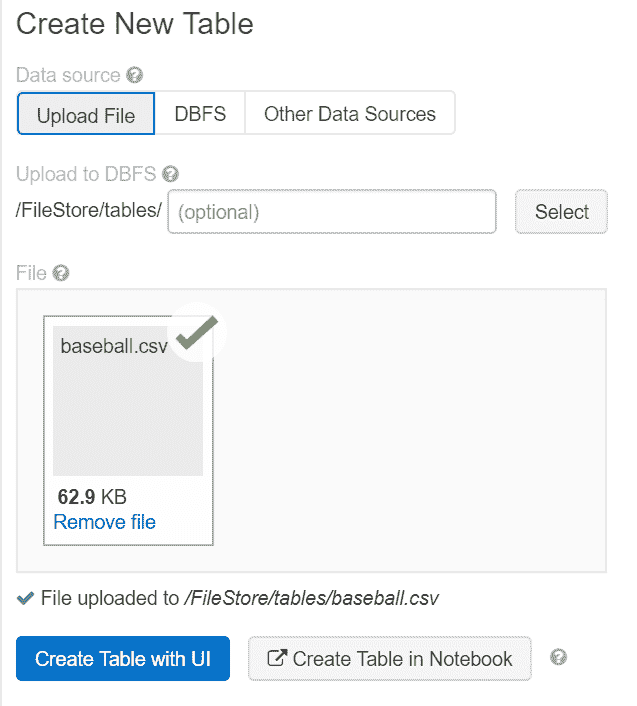 Create New Table
Data source
Upload File DBFS Other Data Sources
Upload to DBFS
/FileStore/tables/ (optional) Select
File
baseball.csv
62.9 KB
Remove file
File uploaded to /FileStore/tables/baseball.csv
Create Table with UI Create Table in Notebook